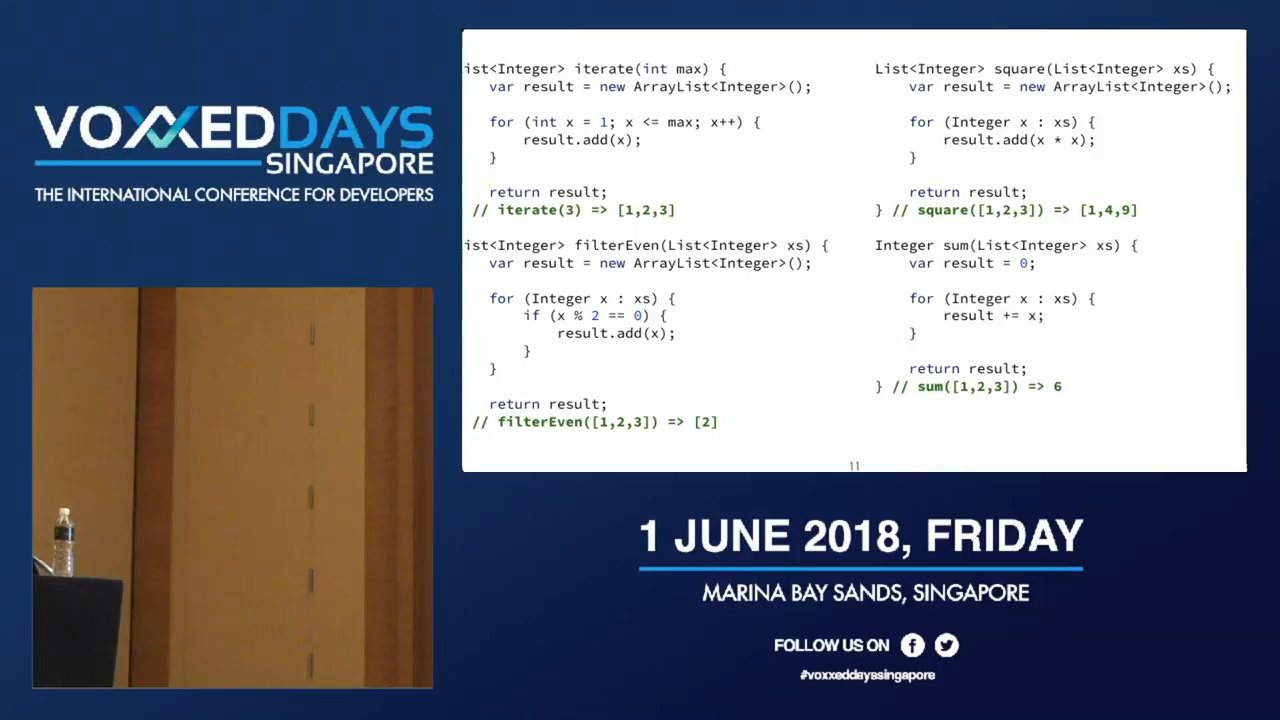 VOXXEDDAYS
SINGAPORE
THE INTERNATIONAL CONFERENCE FOR DEVELOPERS
ist<Integer> iterate(int max) {
var result = new ArrayList<Integer>();
for (int x = 1; x <= max; x++) {
result.add(x);
}
return result;
// iterate(3) => [1,2,3]
ist<Integer> filterEven(List<Integer> xs) {
var result = new ArrayList<Integer>();
for (Integer x : xs) {
if (x % 2 == 0) {
result.add(x);
}
}
return result;
// filterEven([1,2,3]) => [2]
List<Integer> square(List<Integer> xs) {
var result = new ArrayList<Integer>();
for (Integer x : xs) {
result.add(x * x);
}
return result;
} // square([1,2,3]) => [1,4,9]
Integer sum(List<Integer> xs) {
var result = 0;
for (Integer x : xs) {
result += x;
}
return result;
} // sum([1,2,3]) => 6
11
1 JUNE 2018, FRIDAY
MARINA BAY SANDS, SINGAPORE
FOLLOW US ON
#voxxeddayssingapore